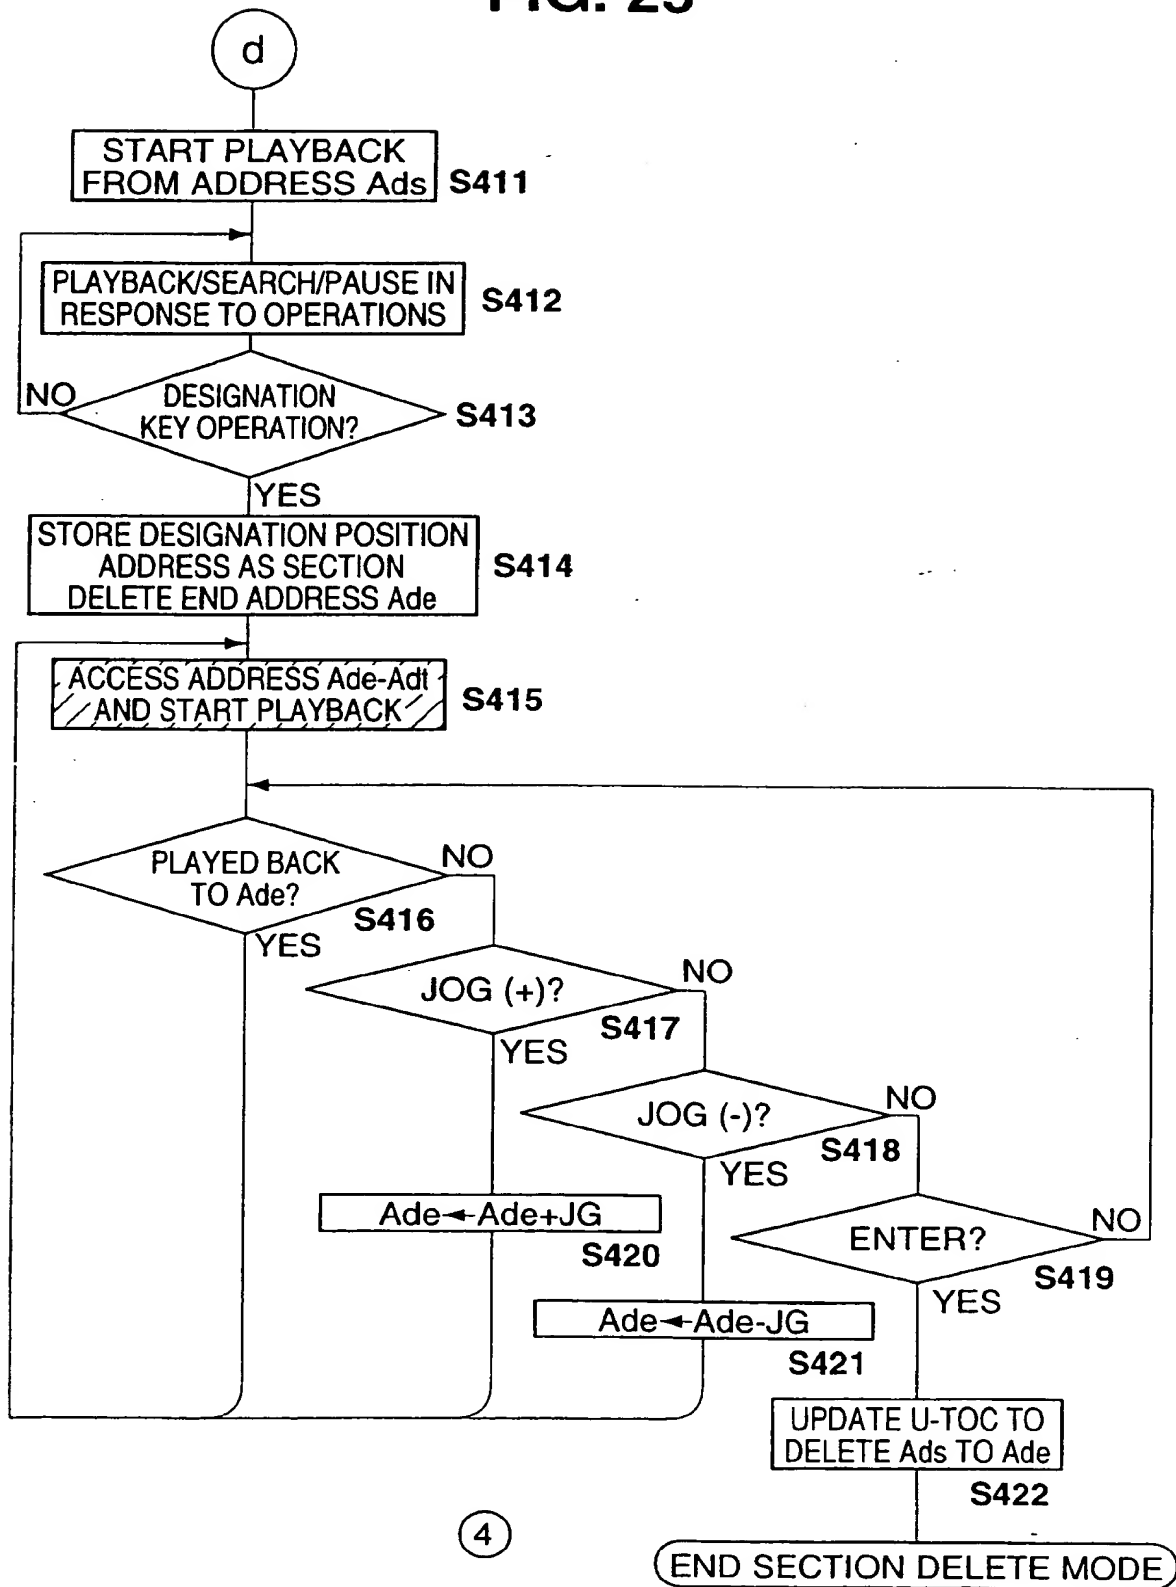 FIG. 25
d
START PLAYBACK
FROM ADDRESS Ads
S411
PLAYBACK/SEARCH/PAUSE IN
RESPONSE TO OPERATIONS
S412
NO
DESIGNATION
KEY OPERATION?
S413
YES
STORE DESIGNATION POSITION
ADDRESS AS SECTION
DELETE END ADDRESS Ade
S414
ACCESS ADDRESS Ade-Adt
AND START PLAYBACK
S415
PLAYED BACK
TO Ade?
NO
S416
YES
JOG (+)?
NO
S417
YES
JOG (-)?
NO
S418
YES
Ade←Ade+JG
S420
ENTER?
NO
S419
YES
Ade←Ade-JG
S421
UPDATE U-TOC TO
DELETE Ads TO Ade
S422
4
END SECTION DELETE MODE